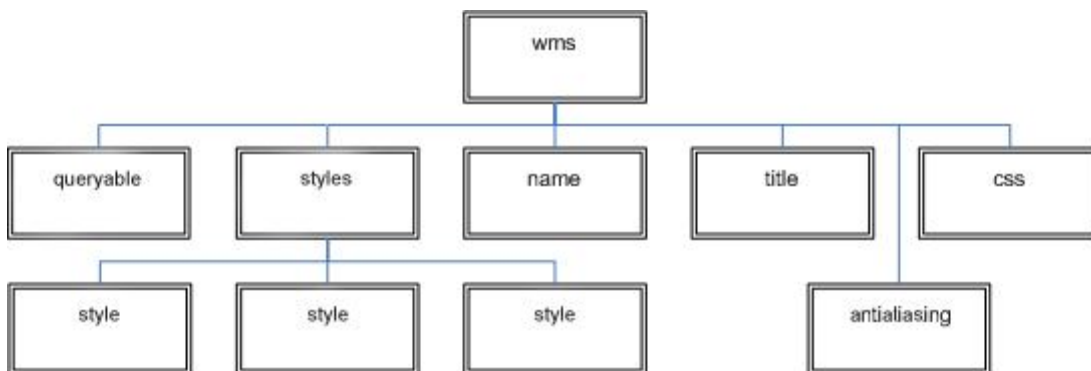 wms
queryable
styles
name
title
css
style
style
style
antialiasing